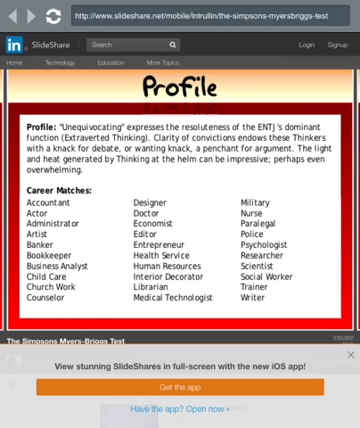 http://www.slideshare.net/mobile/lntrullin/the-simpsons-myersbriggs-test
in SlideShare Search Login Signup
Home Technology Education More Topics
Profile
Profile: "Unequivocating" expresses the resoluteness of the ENTJ's dominant
function (Extraverted Thinking). Clarity of convictions endows these Thinkers
with a knack for debate, or wanting knack, a penchant for argument. The light
and heat generated by Thinking at the helm can be impressive; perhaps even
overwhelming.
Career Matches:
Accountant Designer Military
Actor Doctor Nurse
Administrator Economist Paralegal
Artist Editor Police
Banker Entrepreneur Psychologist
Bookkeeper Health Service Researcher
Business Analyst Human Resources Scientist
Child Care Interior Decorator Social Worker
Church Work Librarian Trainer
Counselor Medical Technologist Writer
The Simpsons Myers-Briggs Test
View stunning SlideShares in full-screen with the new iOS app!
Get the app
Have the app? Open now »